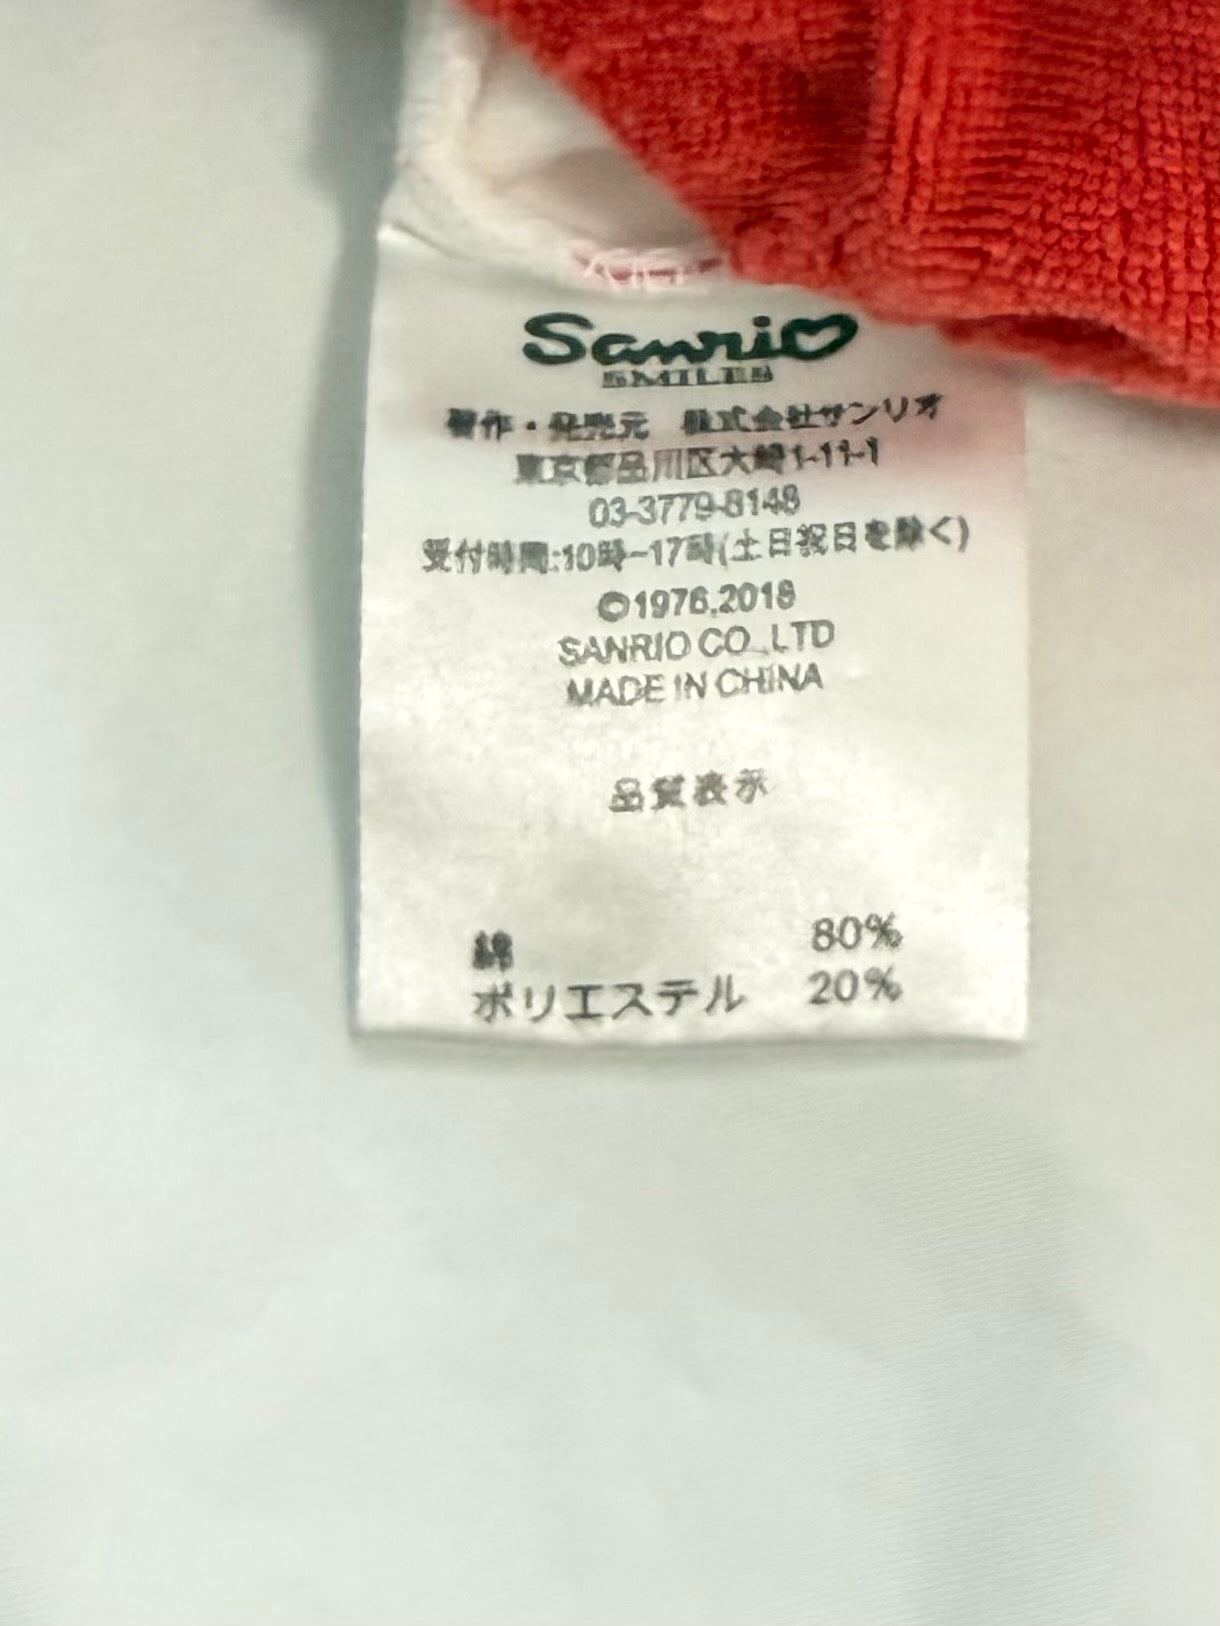 Sanrio
SMILES
製作・発売元 株式会社サンリオ
東京都品川区大崎1-11-1
03-3779-8148
受付時間:10時~17時(土日祝日を除く)
©1976,2018
SANRIO CO.,LTD
MADE IN CHINA
品質表示
綿 80%
ポリエステル 20%